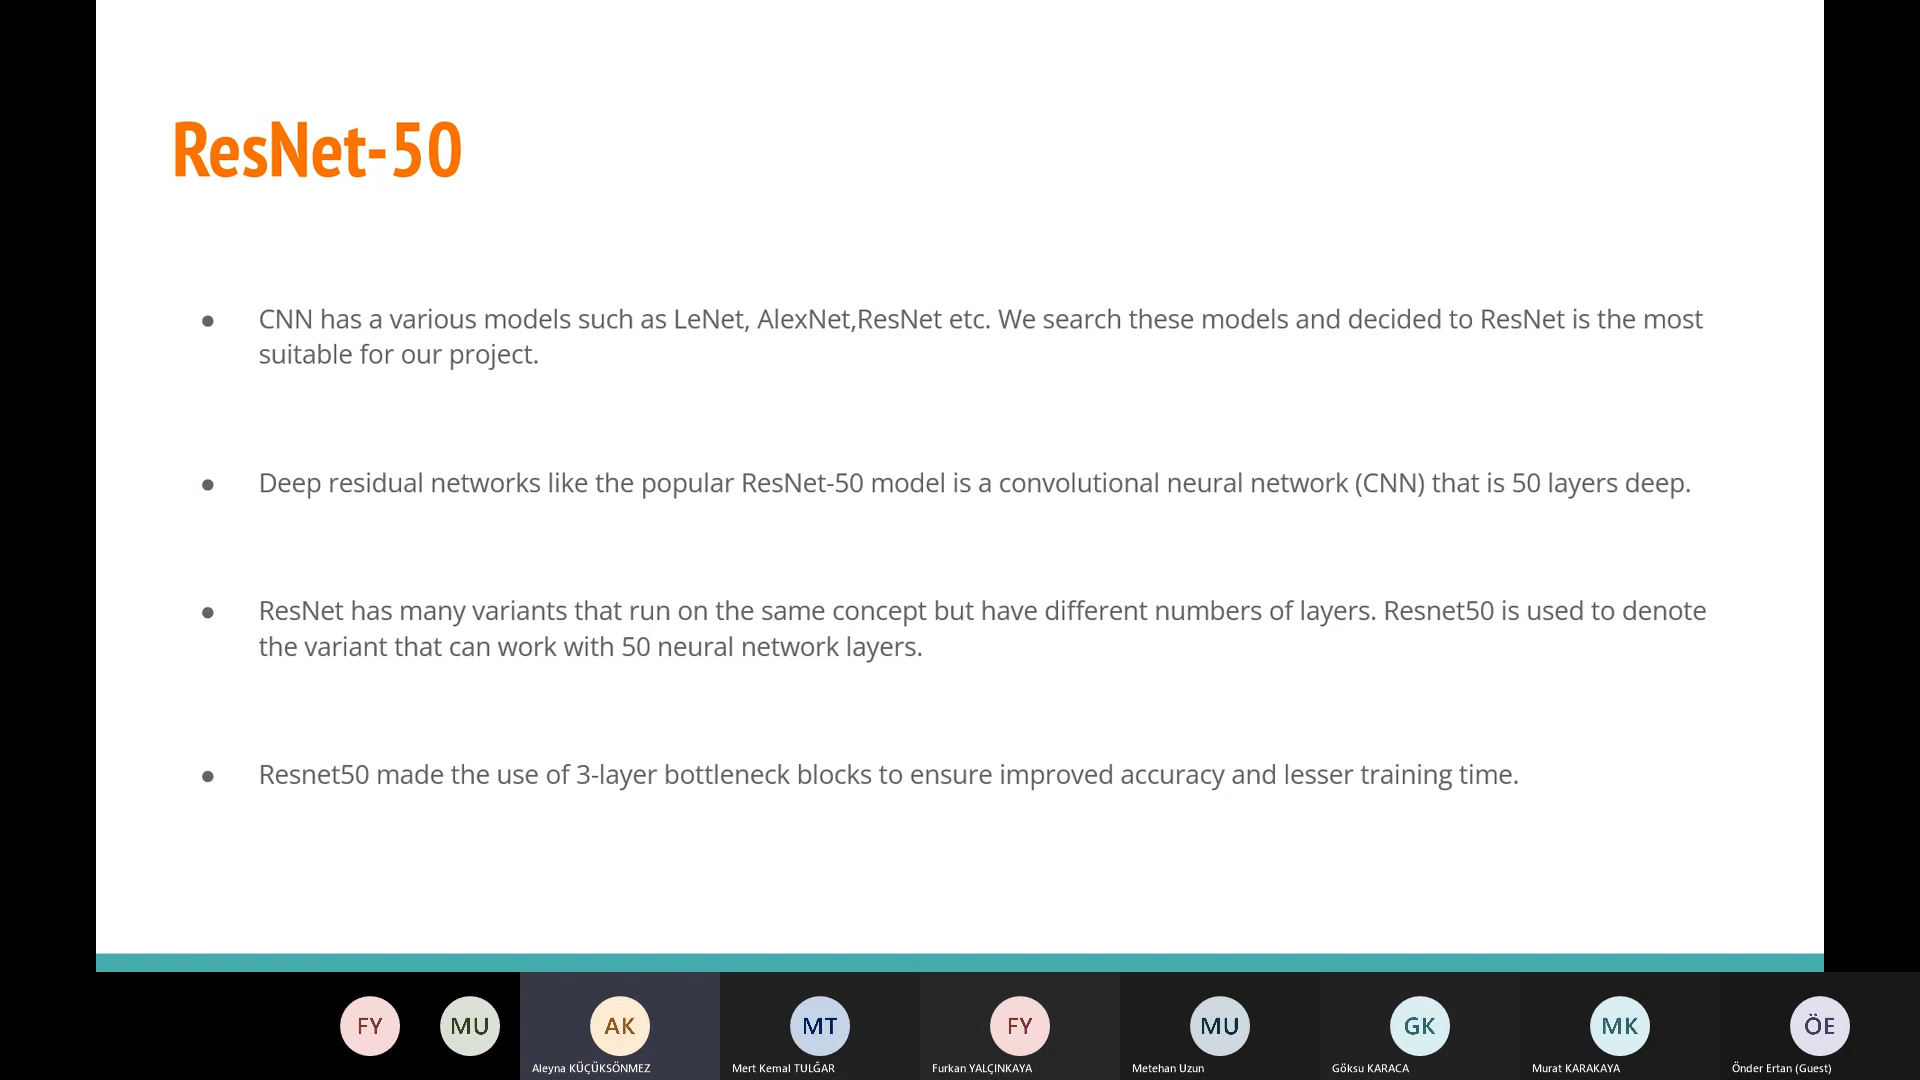 ResNet-50
● CNN has a various models such as LeNet, AlexNet,ResNet etc. We search these models and decided to ResNet is the most
suitable for our project.
● Deep residual networks like the popular ResNet-50 model is a convolutional neural network (CNN) that is 50 layers deep.
● ResNet has many variants that run on the same concept but have different numbers of layers. Resnet50 is used to denote
the variant that can work with 50 neural network layers.
● Resnet50 made the use of 3-layer bottleneck blocks to ensure improved accuracy and lesser training time.
FY MU AK MT FY MU GK MK ÖE
Aleyna KÜÇÜKSÖNMEZ Mert Kemal TULĞAR Furkan YALÇINKAYA Metehan Uzun Göksu KARACA Murat KARAKAYA Önder Ertan (Guest)